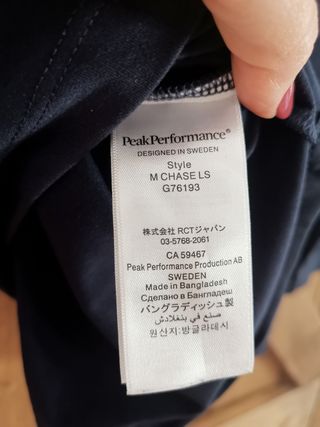 PeakPerformance®
DESIGNED IN SWEDEN
Style
M CHASE LS
G76193
株式会社 RCTジャパン
03-5768-2061
CA 59467
Peak Performance Production AB
SWEDEN
Made in Bangladesh
Сделано в Бангладеш
バングラディッシュ製
صنع في بنغلادش
원산지:방글라데시